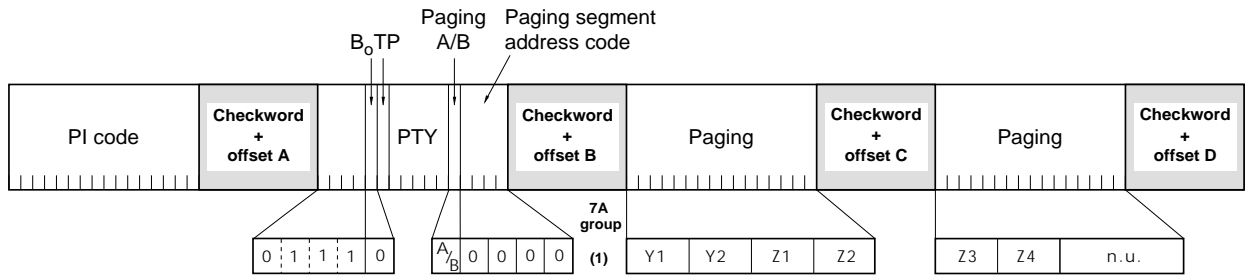 Paging Paging segment
BoTP A/B address code
PI code
Checkword
+
offset A
PTY
Checkword
+
offset B
Paging
Checkword
+
offset C
Paging
Checkword
+
offset D
0 1 1 1 0
A/B 0 0 0 0
7A
group
(1)
Y1 Y2 Z1 Z2
Z3 Z4 n.u.